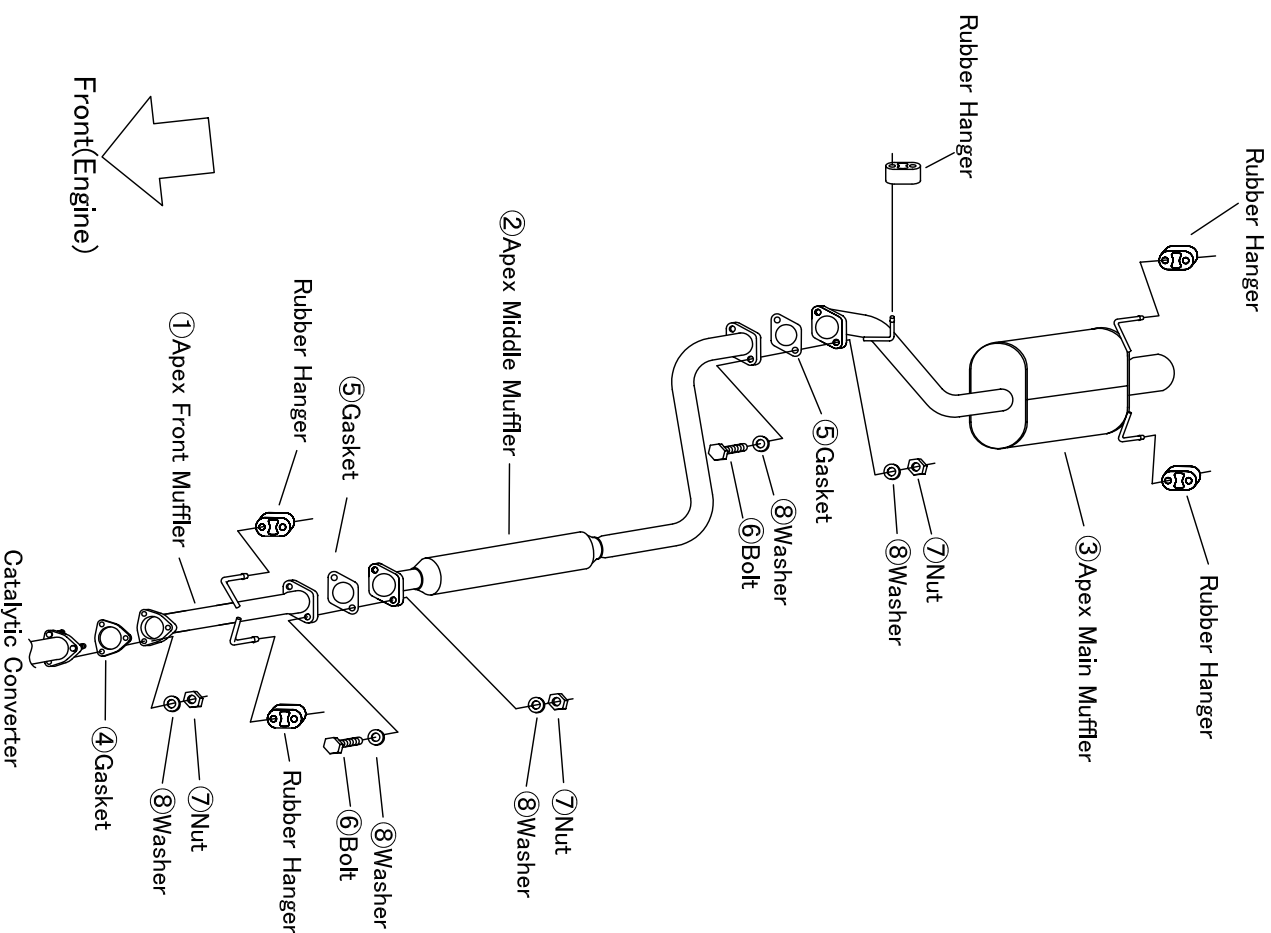 Rubber Hanger
Rubber Hanger
Rubber Hanger
③Apex Main Muffler
⑦Nut
⑧Washer
⑤Gasket
⑧Washer
⑥Bolt
②Apex Middle Muffler
⑦Nut
⑧Washer
⑤Gasket
⑧Washer
⑥Bolt
Rubber Hanger
Rubber Hanger
①Apex Front Muffler
⑦Nut
⑧Washer
④Gasket
Front(Engine)
Catalytic Converter